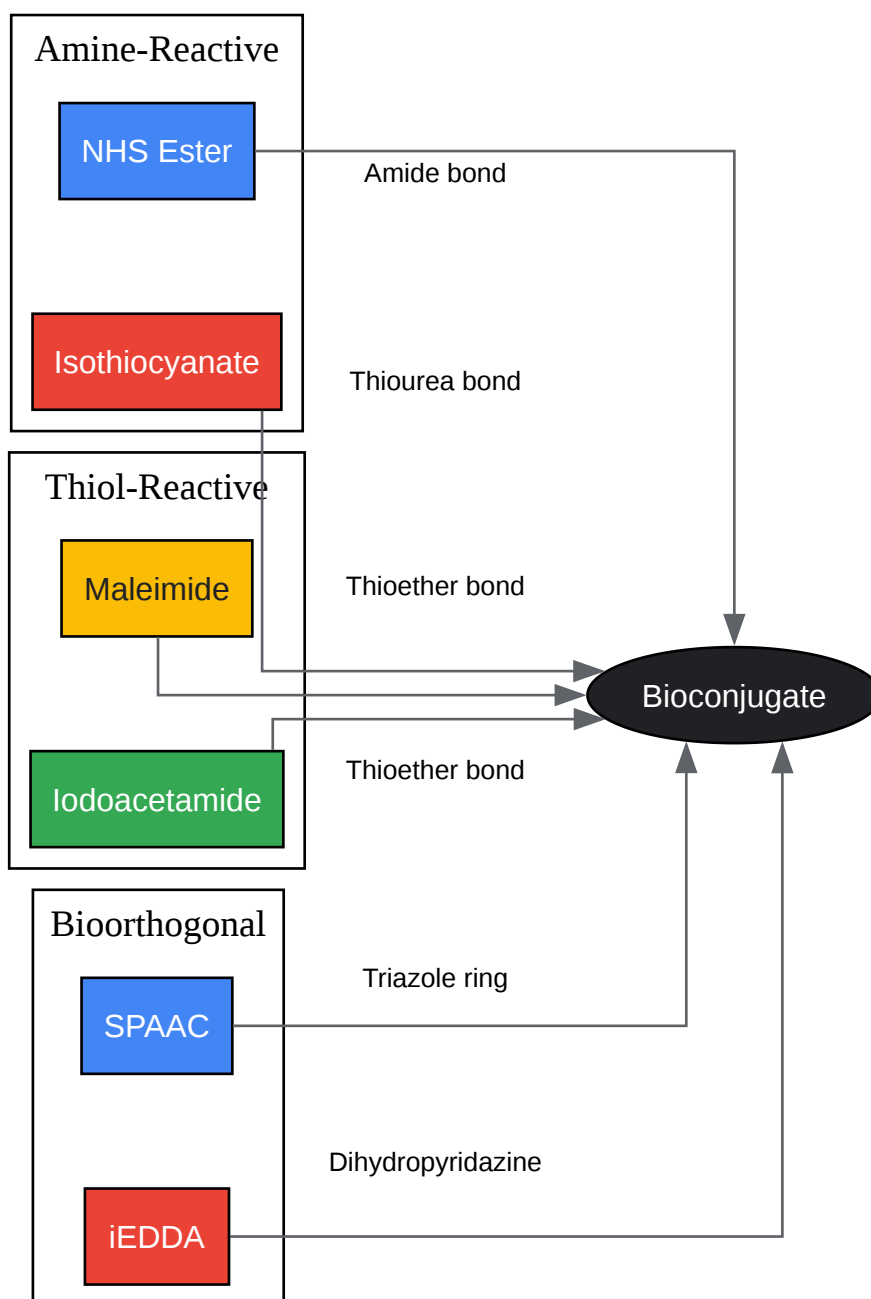 Amine-Reactive
NHS Ester
Amide bond
Isothiocyanate
Thiourea bond
Thiol-Reactive
Maleimide
Thioether bond
Bioconjugate
Iodoacetamide
Thioether bond
Bioorthogonal
SPAAC
Triazole ring
Dihydropyridazine
iEDDA